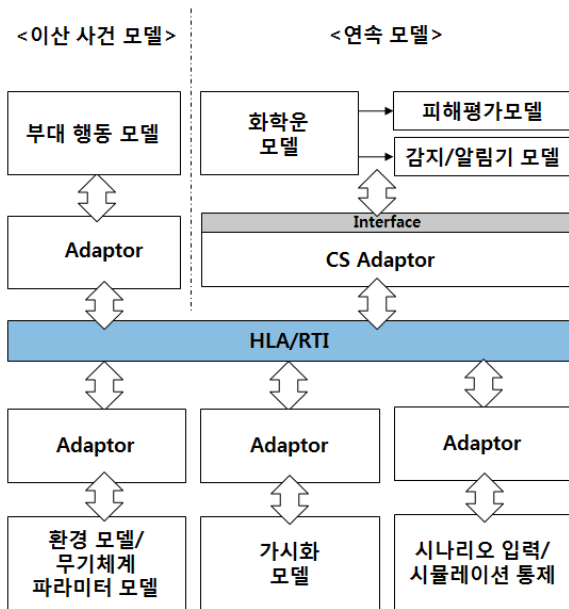 <이산 사건 모델>
<연속 모델>
부대 행동 모델
화학운
모델
피해평가모델
감지/알림기 모델
Interface
Adaptor
CS Adaptor
HLA/RTI
Adaptor
Adaptor
Adaptor
환경 모델/
무기체계
파라미터 모델
가시화
모델
시나리오 입력/
시뮬레이션 통제